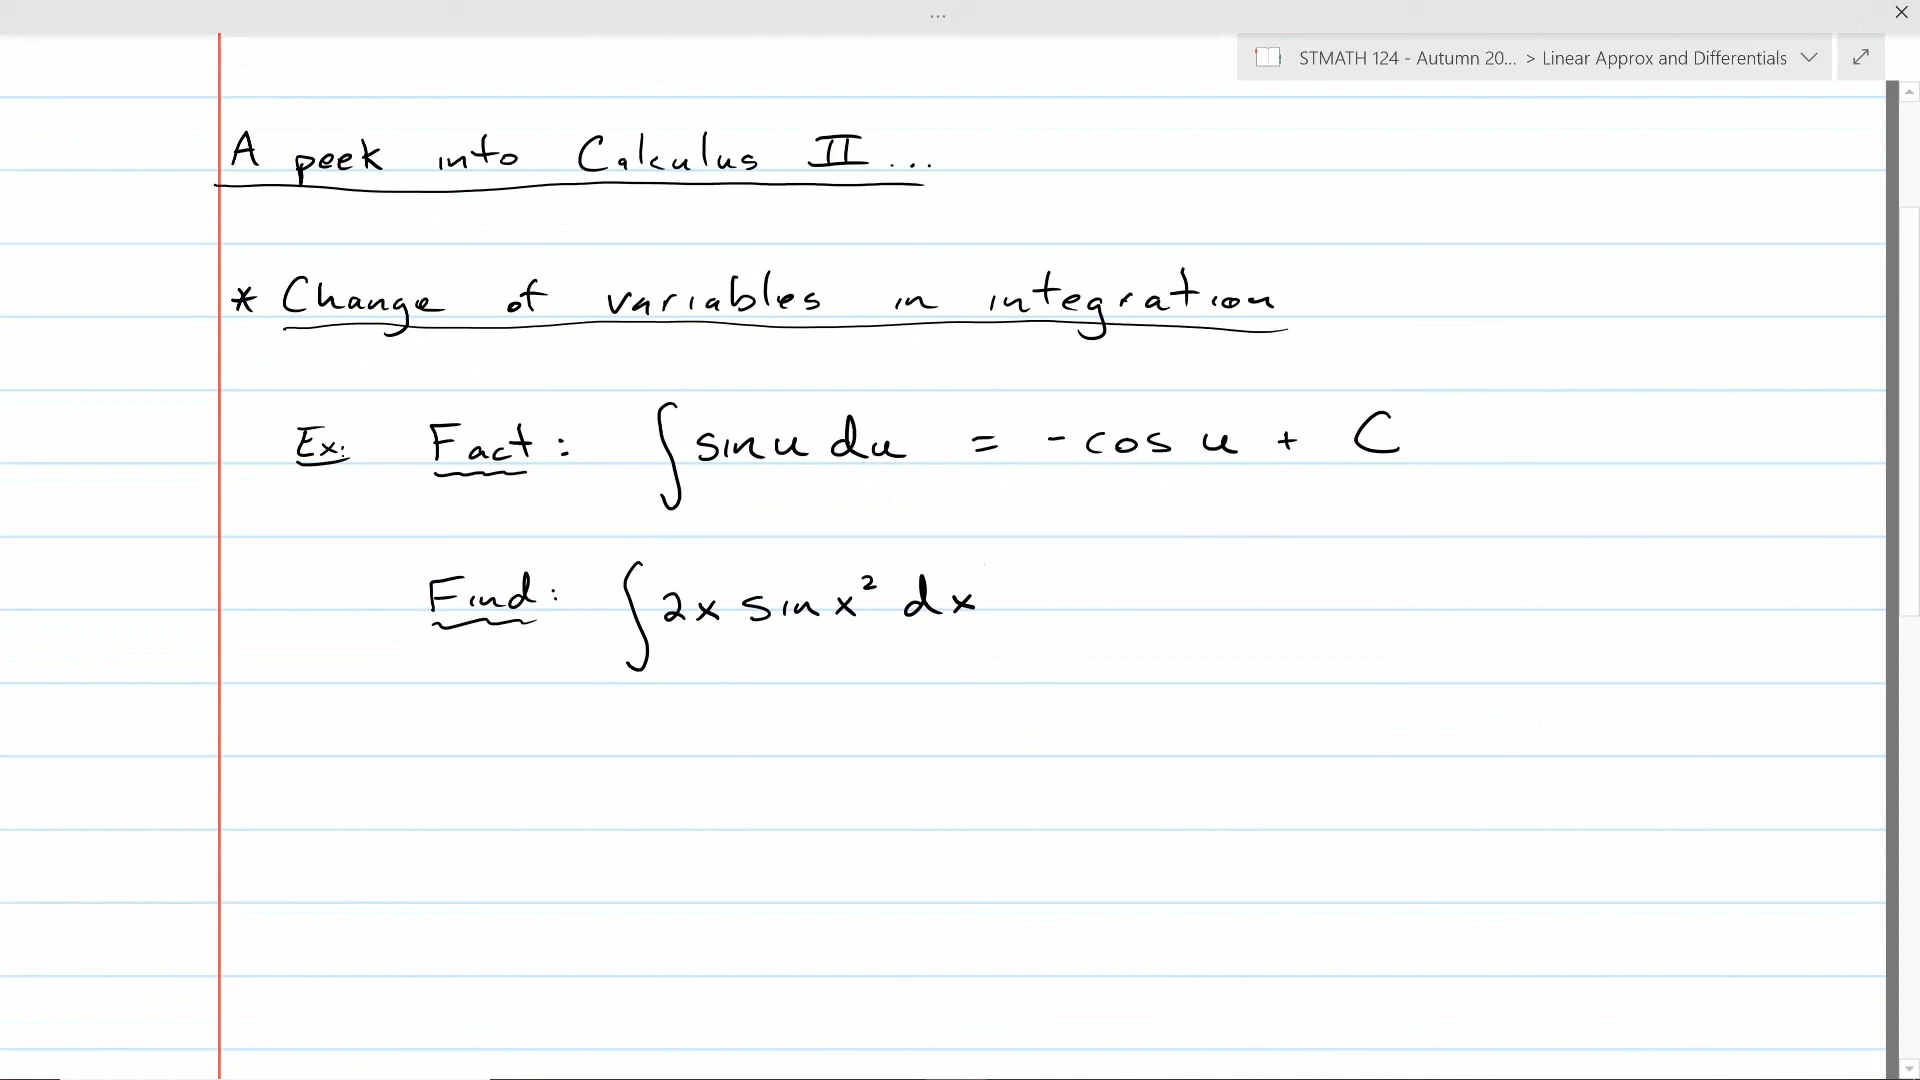 STMATH 124 - Autumn 20... > Linear Approx and Differentials
A peek into Calculus II ...
* Change of variables in integration
Ex: Fact: ∫ sin u du = - cos u + C
Find: ∫ 2x sin x² dx